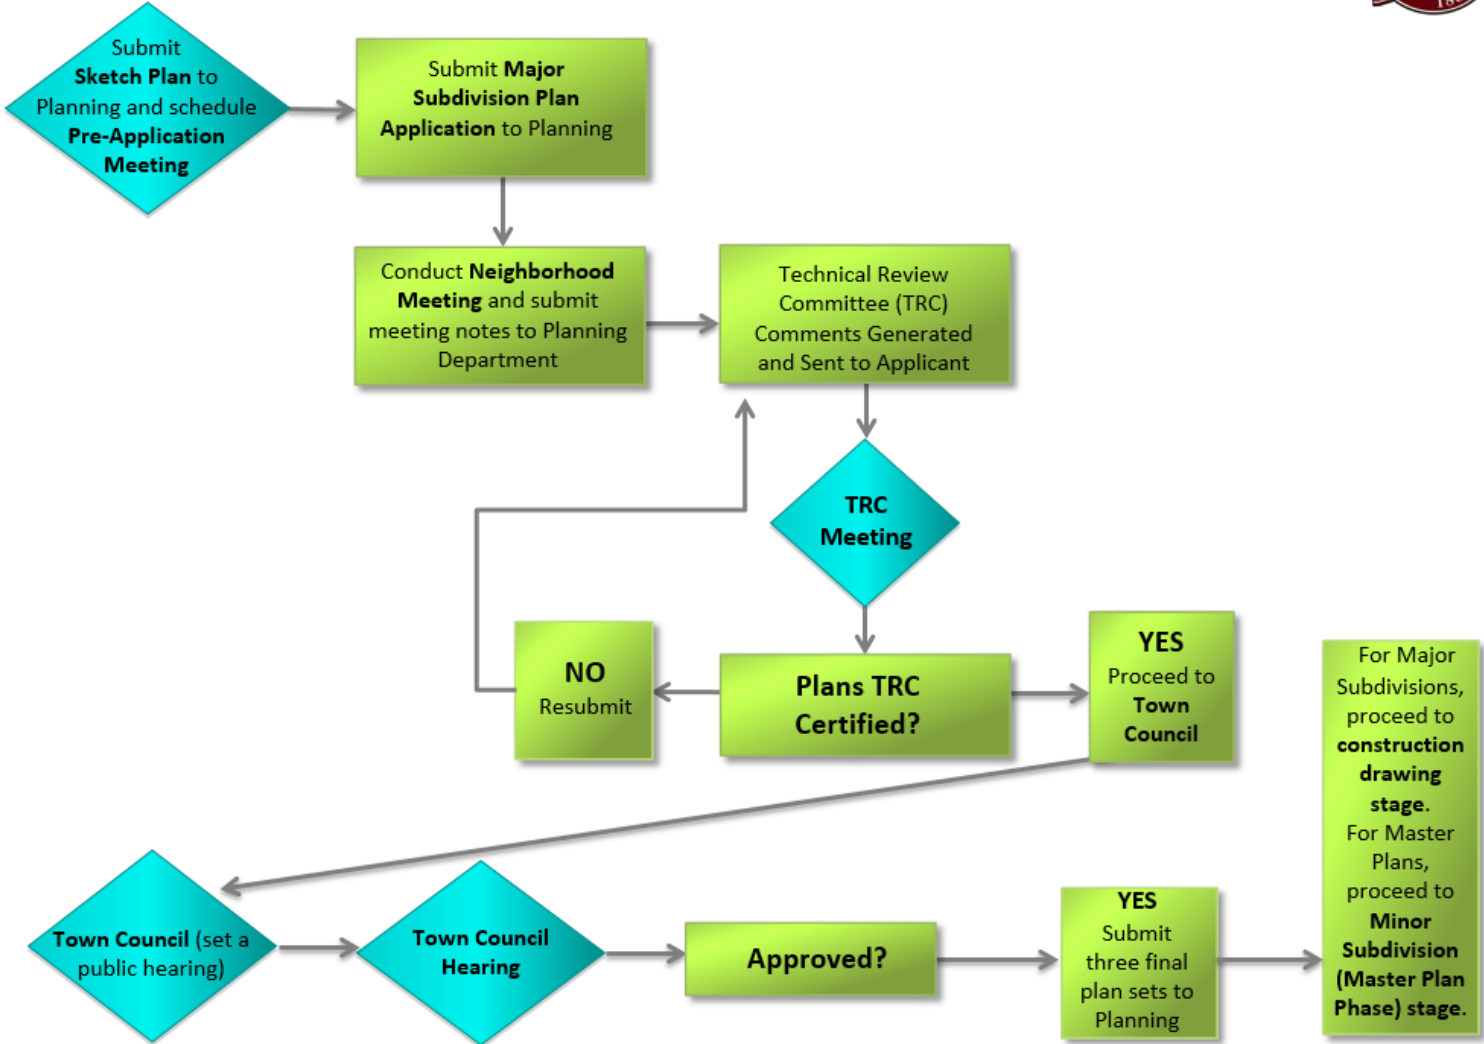 Submit
Sketch Plan to
Planning and schedule
Pre-Application
Meeting
Submit Major
Subdivision Plan
Application to Planning
Conduct Neighborhood
Meeting and submit
meeting notes to Planning
Department
Technical Review
Committee (TRC)
Comments Generated
and Sent to Applicant
TRC
Meeting
NO
Resubmit
Plans TRC
Certified?
YES
Proceed to
Town
Council
For Major
Subdivisions,
proceed to
construction
drawing
stage.
For Master
Plans,
proceed to
Minor
Subdivision
(Master Plan
Phase) stage.
Town Council (set a
public hearing)
Town Council
Hearing
Approved?
YES
Submit
three final
plan sets to
Planning